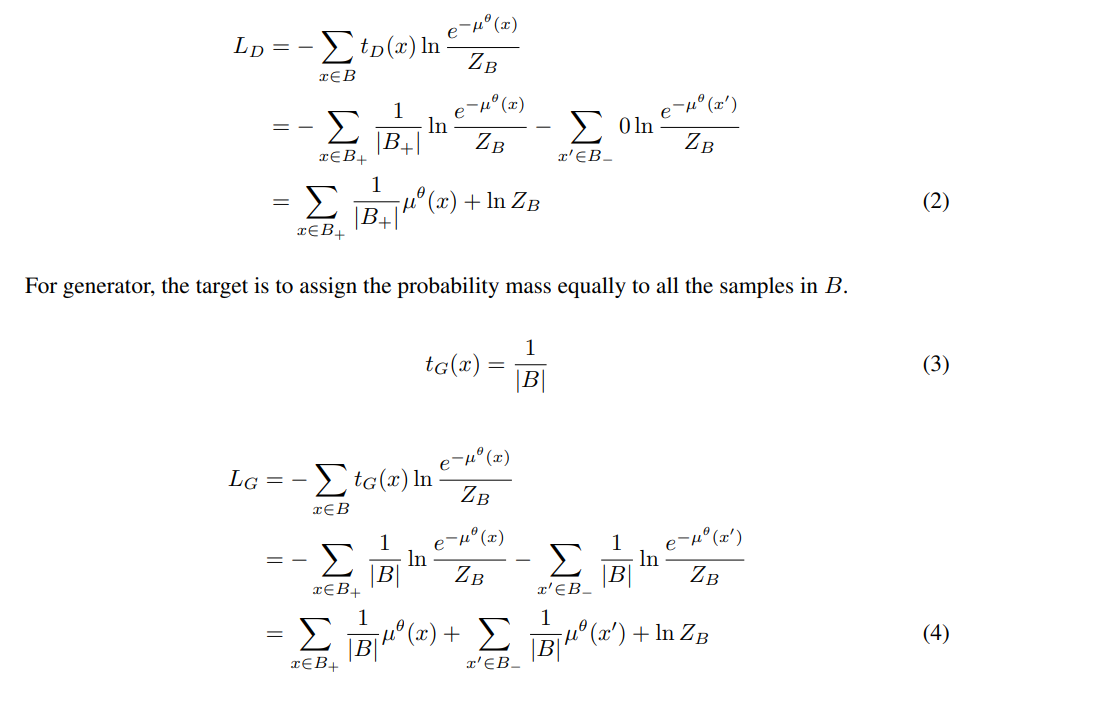 $L_D = -\sum_{x \in B} t_D(x) \ln \frac{e^{-\mu^\theta(x)}}{Z_B}$
$= -\sum_{x \in B_+} \frac{1}{|B_+|} \ln \frac{e^{-\mu^\theta(x)}}{Z_B} - \sum_{x' \in B_-} 0 \ln \frac{e^{-\mu^\theta(x')}}{Z_B}$
$= \sum_{x \in B_+} \frac{1}{|B_+|} \mu^\theta(x) + \ln Z_B$ (2)
For generator, the target is to assign the probability mass equally to all the samples in $B$.
$t_G(x) = \frac{1}{|B|}$ (3)
$L_G = -\sum_{x \in B} t_G(x) \ln \frac{e^{-\mu^\theta(x)}}{Z_B}$
$= -\sum_{x \in B_+} \frac{1}{|B|} \ln \frac{e^{-\mu^\theta(x)}}{Z_B} - \sum_{x' \in B_-} \frac{1}{|B|} \ln \frac{e^{-\mu^\theta(x')}}{Z_B}$
$= \sum_{x \in B_+} \frac{1}{|B|} \mu^\theta(x) + \sum_{x' \in B_-} \frac{1}{|B|} \mu^\theta(x') + \ln Z_B$ (4)